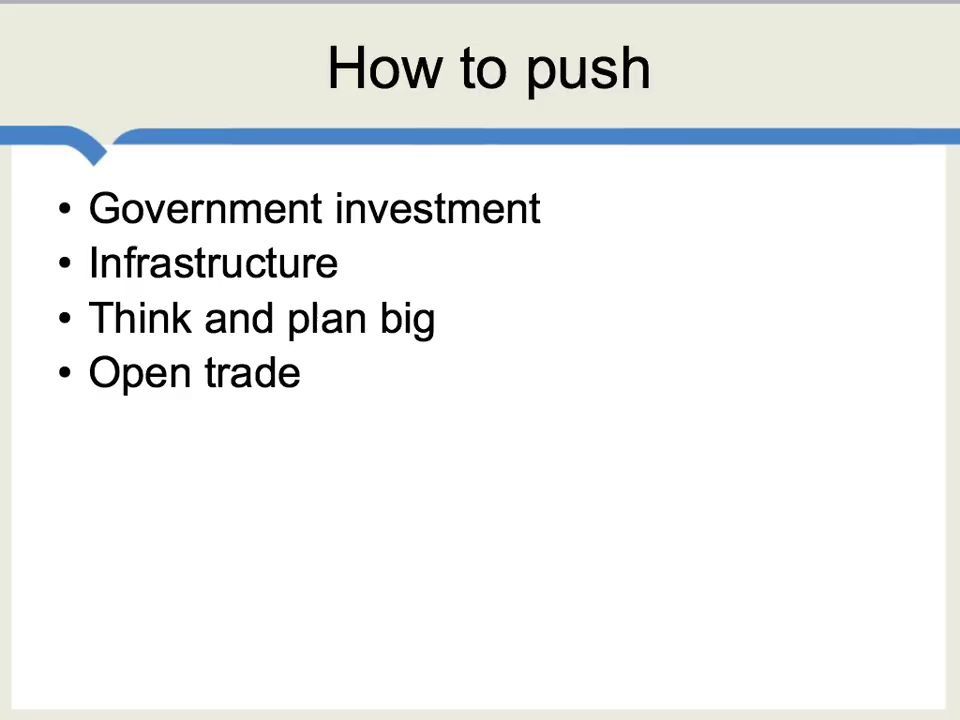 How to push
• Government investment
• Infrastructure
• Think and plan big
• Open trade